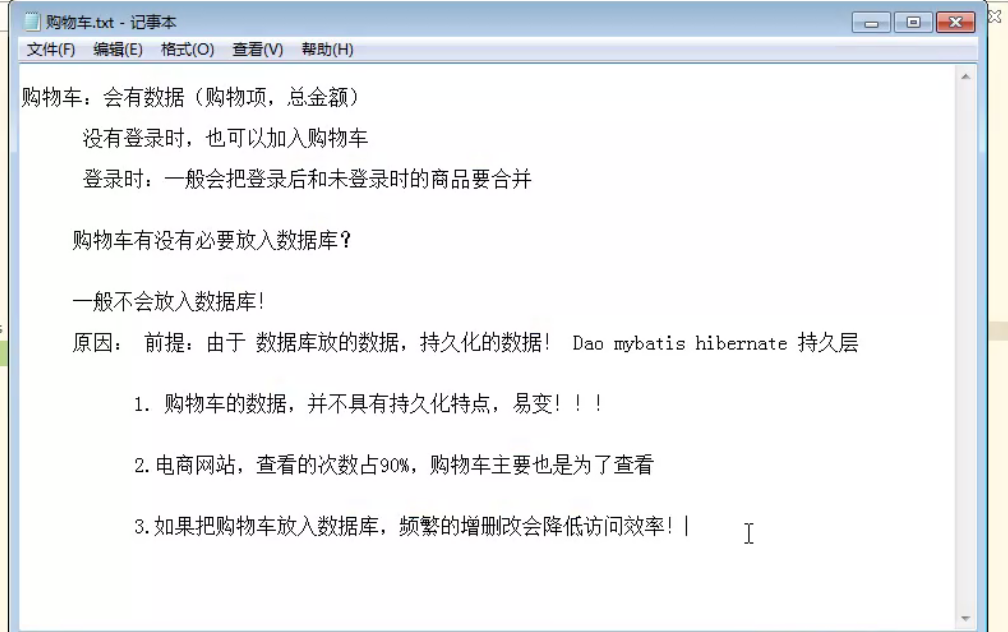 购物车.txt - 记事本
文件(F) 编辑(E) 格式(O) 查看(V) 帮助(H)
购物车：会有数据（购物项，总金额）
没有登录时，也可以加入购物车
登录时：一般会把登录后和未登录时的商品要合并
购物车有没有必要放入数据库？
一般不会放入数据库！
原因： 前提：由于 数据库放的数据，持久化的数据！ Dao mybatis hibernate 持久层
1. 购物车的数据，并不具有持久化特点，易变！！！
2.电商网站，查看的次数占90%，购物车主要也是为了查看
3.如果把购物车放入数据库，频繁的增删改会降低访问效率！